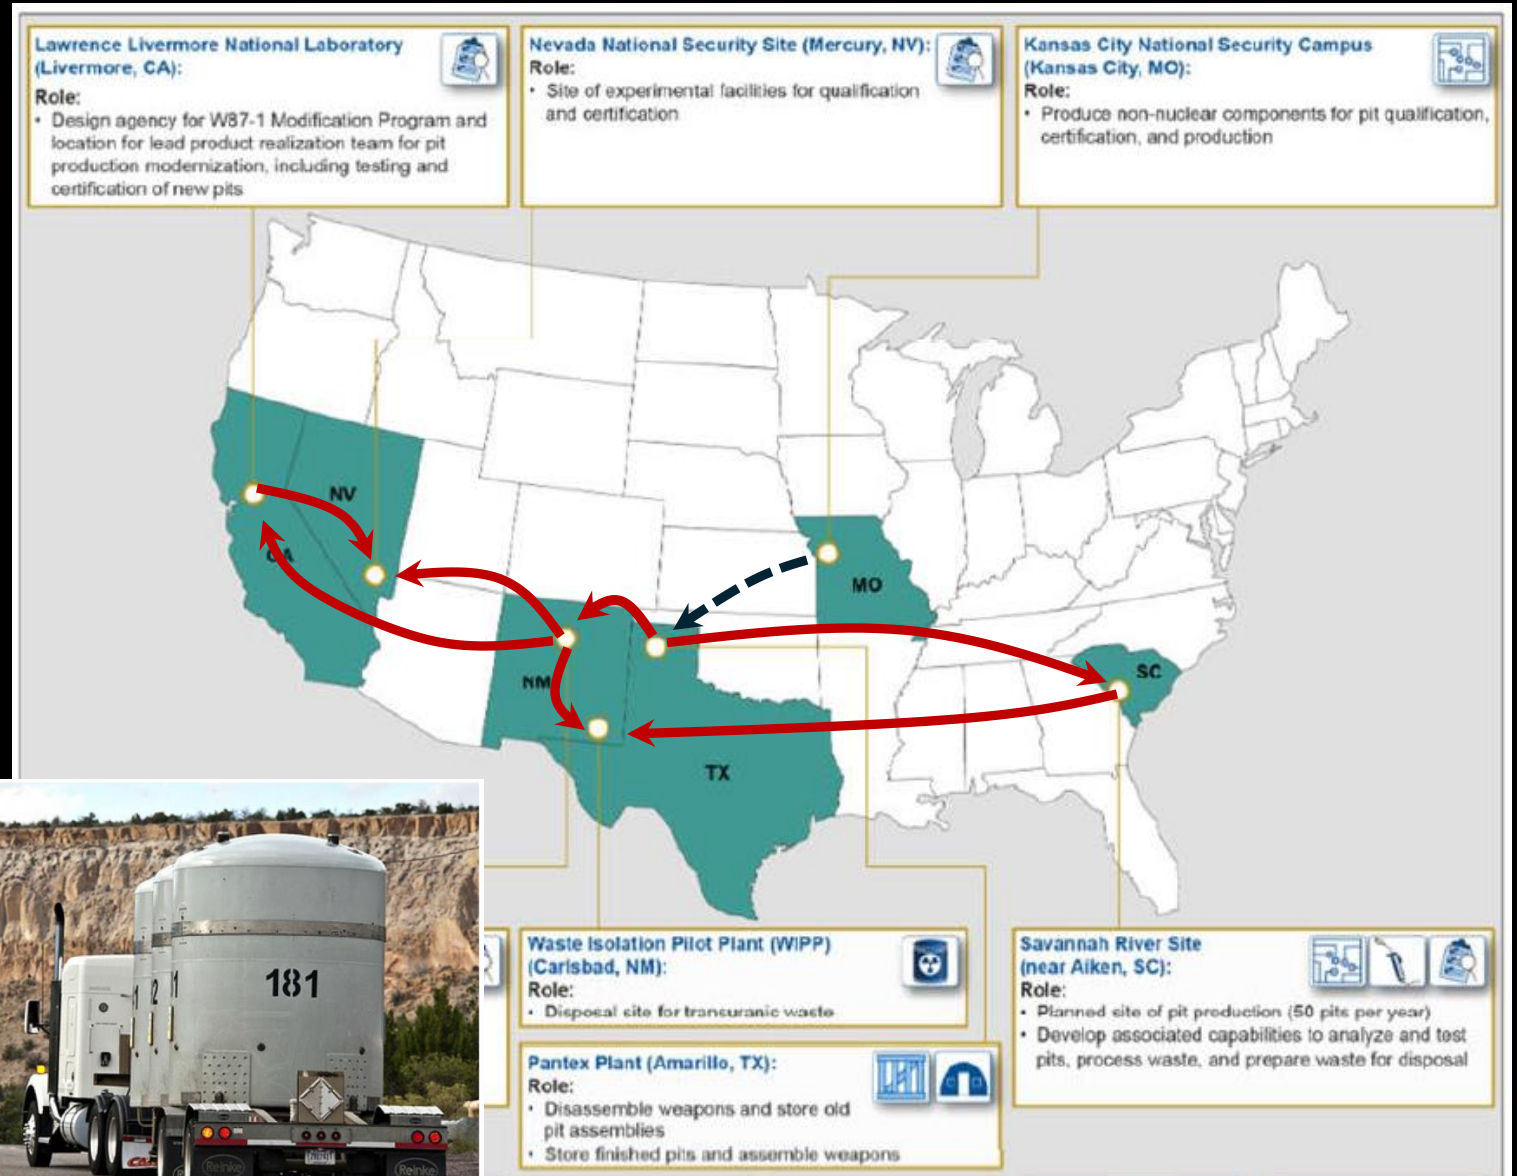 Lawrence Livermore National Laboratory
(Livermore, CA):
Role:
• Design agency for W87-1 Modification Program and
location for lead product realization team for pit
production modernization, including testing and
certification of new pits
Nevada National Security Site (Mercury, NV):
Role:
• Site of experimental facilities for qualification
and certification
Kansas City National Security Campus
(Kansas City, MO):
Role:
• Produce non-nuclear components for pit qualification,
certification, and production
NV
CA
MO
NM
SC
TX
181
1
2
1
Reinke
Reinke
Waste Isolation Pilot Plant (WIPP)
(Carlsbad, NM):
Role:
• Disposal site for transuranic waste
Pantex Plant (Amarillo, TX):
Role:
• Disassemble weapons and store old
pit assemblies
• Store finished pits and assemble weapons
Savannah River Site
(near Aiken, SC):
Role:
• Planned site of pit production (50 pits per year)
• Develop associated capabilities to analyze and test
pits, process waste, and prepare waste for disposal